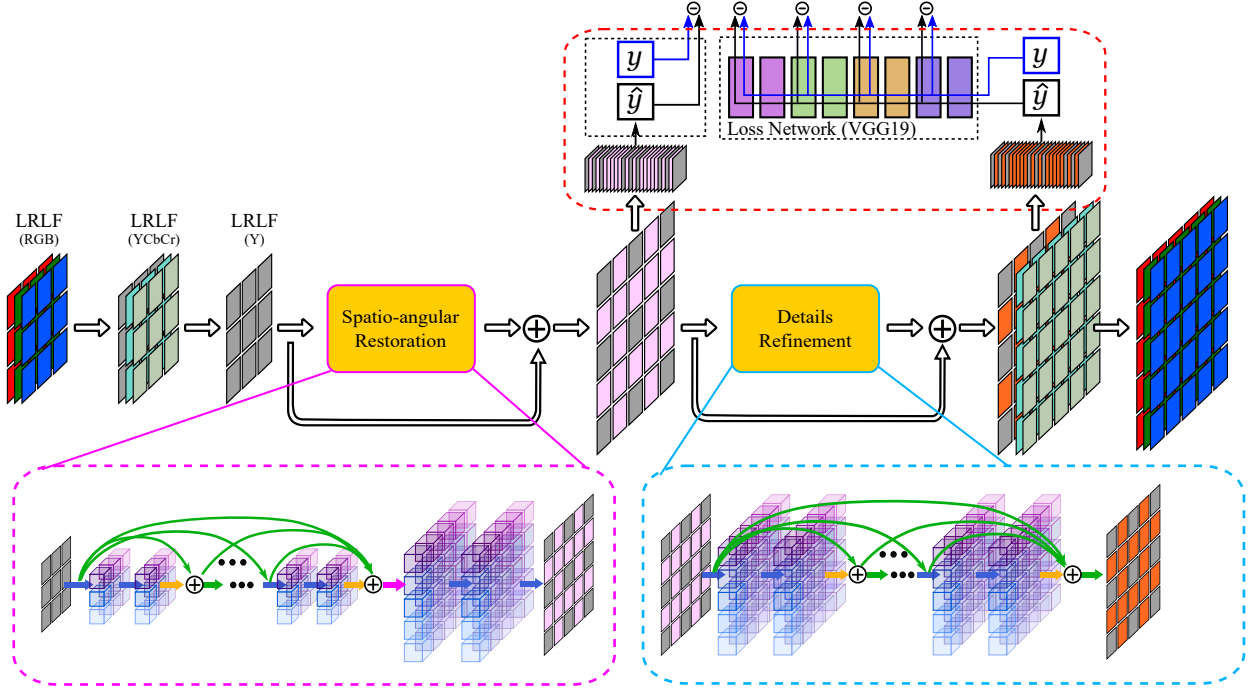 y
ŷ
y
ŷ
Loss Network (VGG19)
LRLF
(RGB)
LRLF
(YCbCr)
LRLF
(Y)
Spatio-angular
Restoration
Details
Refinement